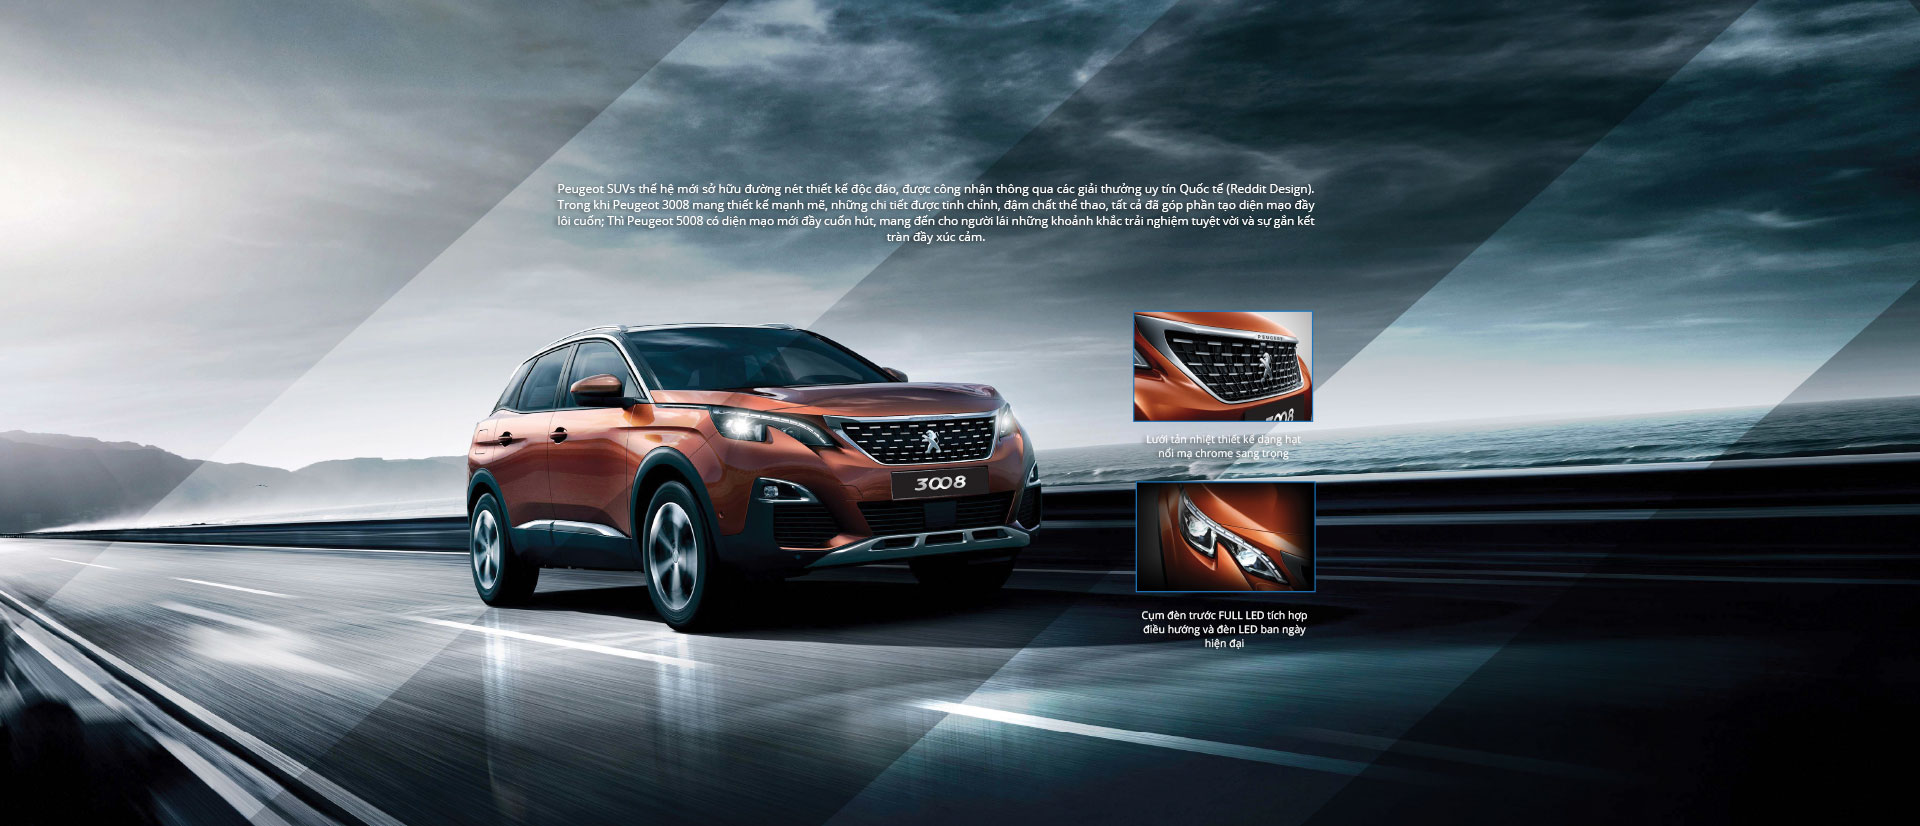 Peugeot SUVs thế hệ mới sở hữu đường nét thiết kế độc đáo, được công nhận thông qua các giải thưởng uy tín Quốc tế (Reddit Design).
Trong khi Peugeot 3008 mang thiết kế mạnh mẽ, những chi tiết được tinh chỉnh, đậm chất thể thao, tất cả đã góp phần tạo diện mạo đầy
lôi cuốn; Thì Peugeot 5008 có diện mạo mới đầy cuốn hút, mang đến cho người lái những khoảnh khắc trải nghiệm tuyệt vời và sự gắn kết
tràn đầy xúc cảm.
PEUGEOT
3008
Lưới tản nhiệt thiết kế dạng hạt
nổi mạ chrome sang trọng
3008
Cụm đèn trước FULL LED tích hợp
điều hướng và đèn LED ban ngày
hiện đại